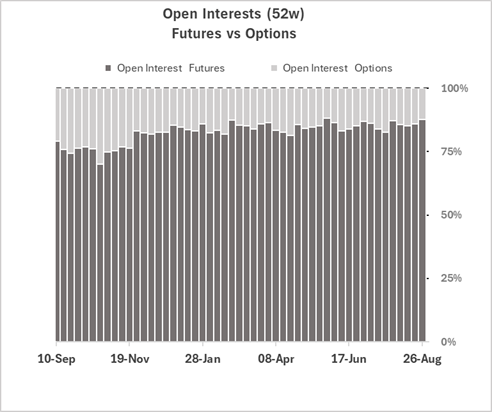 Open Interests (52w)
Futures vs Options
Open Interest Futures
Open Interest Options
100%
75%
50%
25%
0%
10-Sep
19-Nov
28-Jan
08-Apr
17-Jun
26-Aug